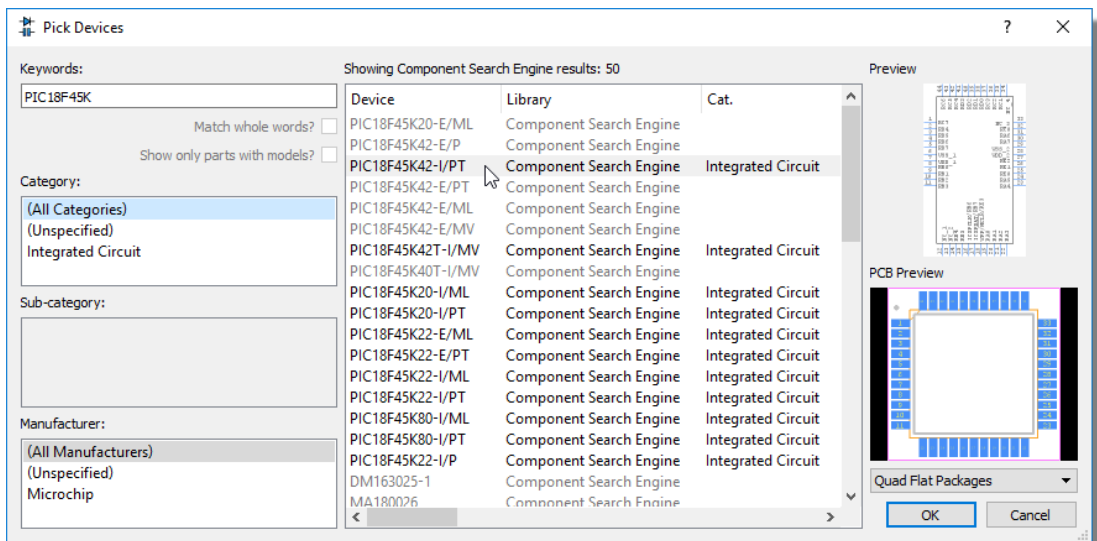 Pick Devices
?
Keywords:
PIC18F45K
Match whole words?
Show only parts with models?
Category:
(All Categories)
(Unspecified)
Integrated Circuit
Sub-category:
Manufacturer:
(All Manufacturers)
(Unspecified)
Microchip
Showing Component Search Engine results: 50
Device Library Cat.
PIC18F45K20-E/ML Component Search Engine
PIC18F45K42-E/P Component Search Engine
PIC18F45K42-I/PT Component Search Engine Integrated Circuit
PIC18F45K42-E/PT Component Search Engine
PIC18F45K42-E/ML Component Search Engine
PIC18F45K42-E/MV Component Search Engine
PIC18F45K42T-I/MV Component Search Engine Integrated Circuit
PIC18F45K40T-I/MV Component Search Engine
PIC18F45K20-I/ML Component Search Engine Integrated Circuit
PIC18F45K20-I/PT Component Search Engine Integrated Circuit
PIC18F45K22-E/ML Component Search Engine Integrated Circuit
PIC18F45K22-E/PT Component Search Engine Integrated Circuit
PIC18F45K22-I/ML Component Search Engine Integrated Circuit
PIC18F45K22-I/PT Component Search Engine Integrated Circuit
PIC18F45K80-I/ML Component Search Engine Integrated Circuit
PIC18F45K80-I/PT Component Search Engine Integrated Circuit
PIC18F45K22-I/P Component Search Engine Integrated Circuit
DM163025-1 Component Search Engine
MA180026 Component Search Engine
Preview
PCB Preview
Quad Flat Packages
OK
Cancel